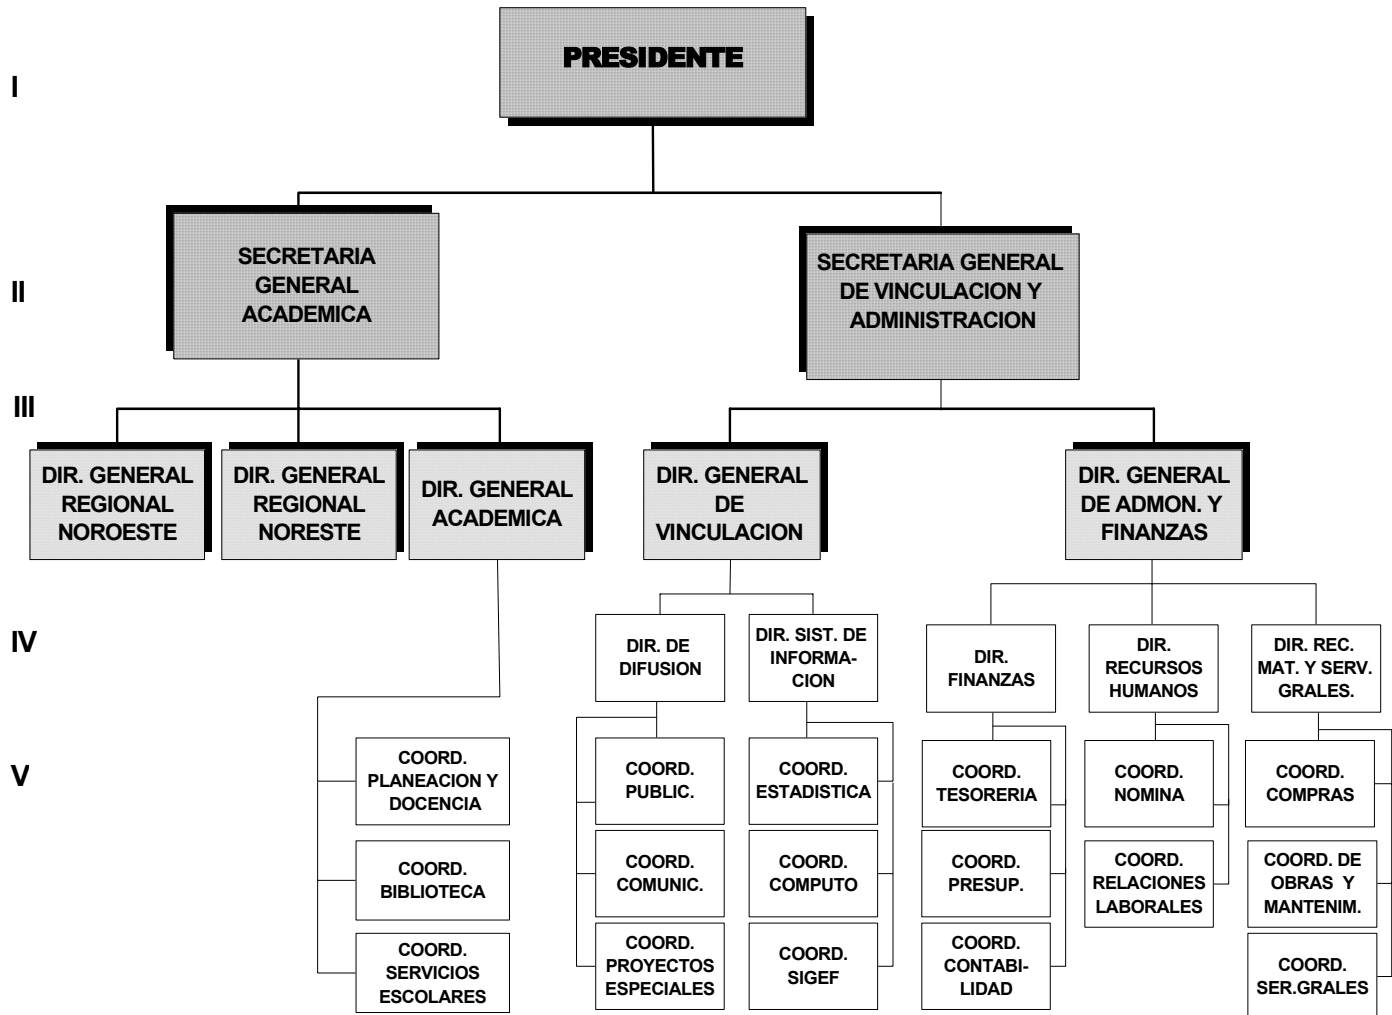 PRESIDENTE
I
SECRETARIA
GENERAL
ACADEMICA
SECRETARIA GENERAL
DE VINCULACION Y
ADMINISTRACION
II
III
DIR. GENERAL
REGIONAL
NOROESTE
DIR. GENERAL
REGIONAL
NORESTE
DIR. GENERAL
ACADEMICA
DIR. GENERAL
DE
VINCULACION
DIR. GENERAL
DE ADMON. Y
FINANZAS
IV
DIR. DE
DIFUSION
DIR. SIST. DE
INFORMA-
CION
DIR.
FINANZAS
DIR.
RECURSOS
HUMANOS
DIR. REC.
MAT. Y SERV.
GRALES.
V
COORD.
PLANEACION Y
DOCENCIA
COORD.
PUBLIC.
COORD.
ESTADISTICA
COORD.
TESORERIA
COORD.
NOMINA
COORD.
COMPRAS
COORD.
BIBLIOTECA
COORD.
COMUNIC.
COORD.
COMPUTO
COORD.
PRESUP.
COORD.
RELACIONES
LABORALES
COORD. DE
OBRAS Y
MANTENIM.
COORD.
SERVICIOS
ESCOLARES
COORD.
PROYECTOS
ESPECIALES
COORD.
SIGEF
COORD.
CONTABI-
LIDAD
COORD.
SER.GRALES